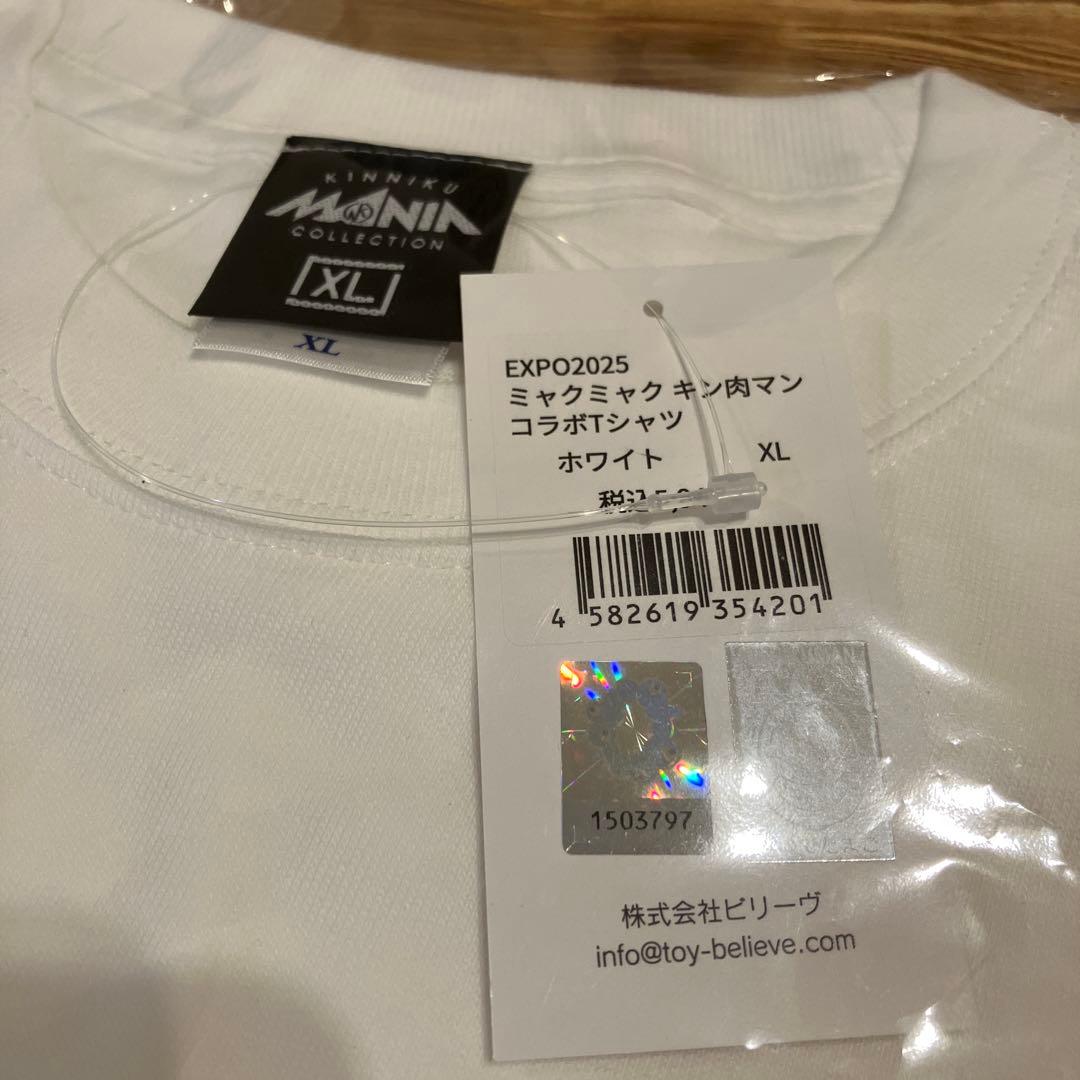 KINNIKU
MANIA
COLLECTION
XL
XL
EXPO2025
ミャクミャク キン肉マン
コラボTシャツ
ホワイト XL
税込
4 582619 354201
1503797
株式会社ビリーヴ
info@toy-believe.com